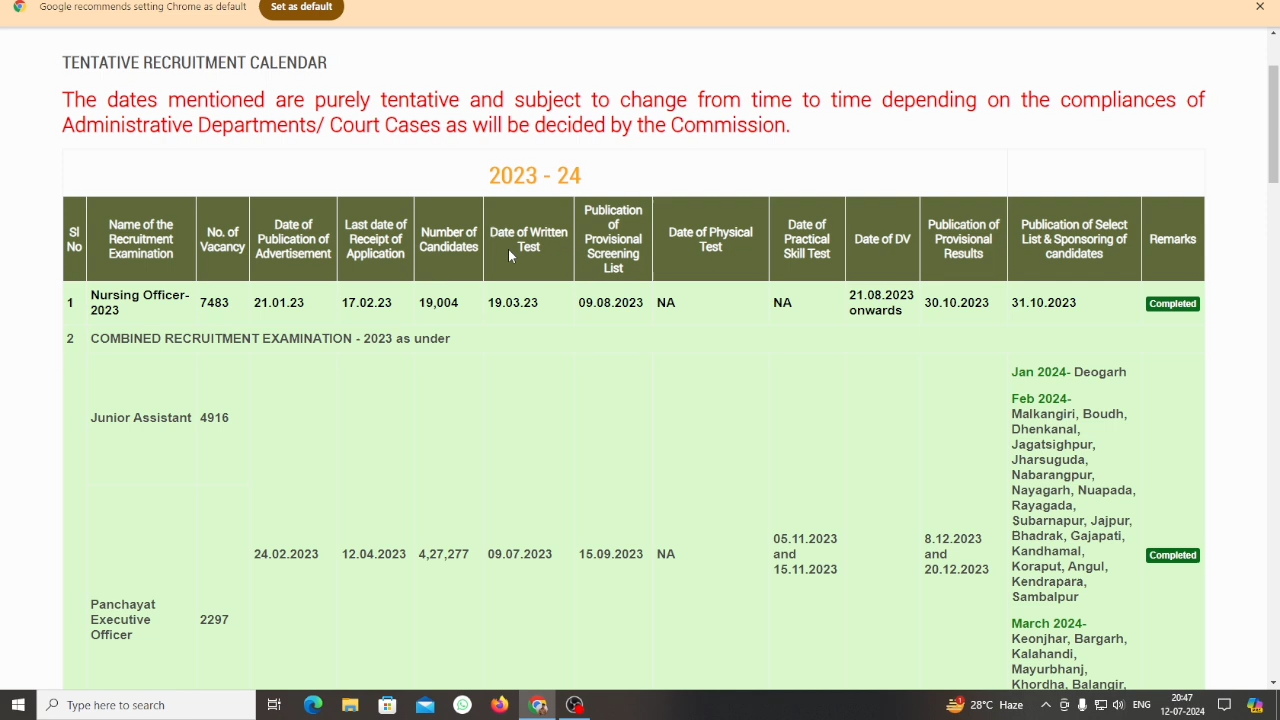 Google recommends setting Chrome as default
Set as default
TENTATIVE RECRUITMENT CALENDAR
The dates mentioned are purely tentative and subject to change from time to time depending on the compliances of
Administrative Departments/ Court Cases as will be decided by the Commission.
2023 - 24
Sl No
Name of the Recruitment Examination
No. of Vacancy
Date of Publication of Advertisement
Last date of Receipt of Application
Number of Candidates
Date of Written Test
Publication of Provisional Screening List
Date of Physical Test
Date of Practical Skill Test
Date of DV
Publication of Provisional Results
Publication of Select List & Sponsoring of candidates
Remarks
1
Nursing Officer-
2023
7483
21.01.23
17.02.23
19,004
19.03.23
09.08.2023
NA
NA
21.08.2023
onwards
30.10.2023
31.10.2023
Completed
2
COMBINED RECRUITMENT EXAMINATION - 2023 as under
Junior Assistant
4916
Panchayat
Executive
Officer
2297
24.02.2023
12.04.2023
4,27,277
09.07.2023
15.09.2023
NA
05.11.2023
and
15.11.2023
8.12.2023
and
20.12.2023
Jan 2024- Deogarh
Feb 2024-
Malkangiri, Boudh,
Dhenkanal,
Jagatsighpur,
Jharsuguda,
Nabarangpur,
Nayagarh, Nuapada,
Rayagada,
Subarnapur, Jajpur,
Bhadrak, Gajapati,
Kandhamal,
Koraput, Angul,
Kendrapara,
Sambalpur
March 2024-
Keonjhar, Bargarh,
Kalahandi,
Mayurbhanj,
Khordha, Balangir,
Completed
Type here to search
28°C Haze
ENG
20:47
12-07-2024